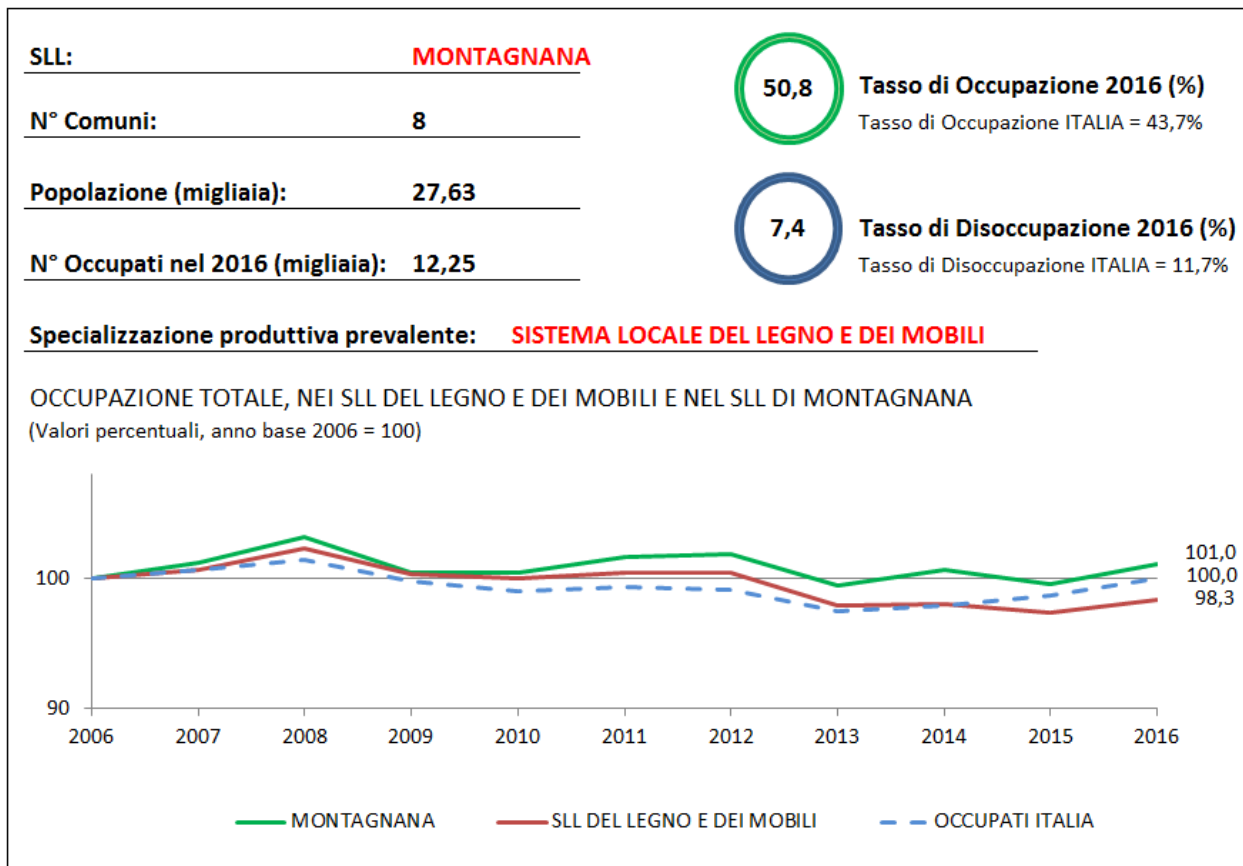 SLL: MONTAGNANA
N° Comuni: 8
Popolazione (migliaia): 27,63
N° Occupati nel 2016 (migliaia): 12,25
50,8 Tasso di Occupazione 2016 (%)
Tasso di Occupazione ITALIA = 43,7%
7,4 Tasso di Disoccupazione 2016 (%)
Tasso di Disoccupazione ITALIA = 11,7%
Specializzazione produttiva prevalente: SISTEMA LOCALE DEL LEGNO E DEI MOBILI
OCCUPAZIONE TOTALE, NEI SLL DEL LEGNO E DEI MOBILI E NEL SLL DI MONTAGNANA
(Valori percentuali, anno base 2006 = 100)
101,0
100 100,0
98,3
90
2006 2007 2008 2009 2010 2011 2012 2013 2014 2015 2016
MONTAGNANA SLL DEL LEGNO E DEI MOBILI OCCUPATI ITALIA